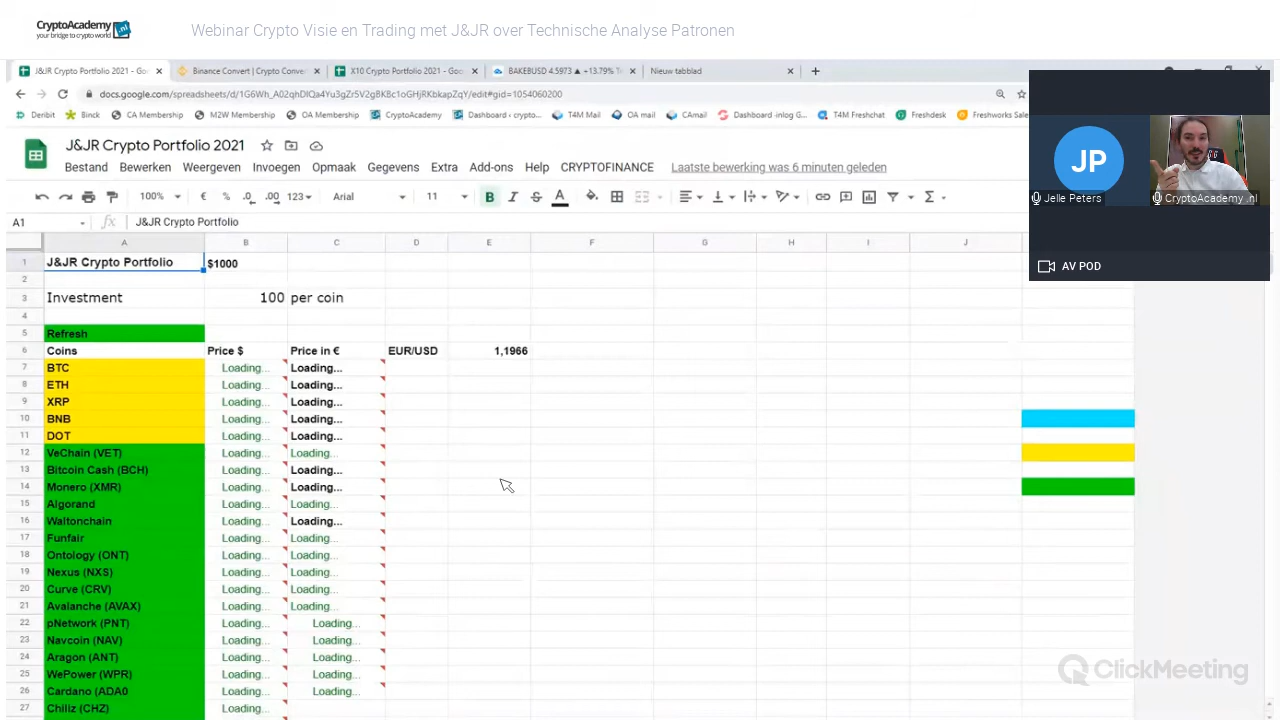 CryptoAcademy.nl
your bridge to crypto world
Webinar Crypto Visie en Trading met J&JR over Technische Analyse Patronen
J&JR Crypto Portfolio 2021 - Goo
Binance Convert | Crypto Conve
X10 Crypto Portfolio 2021 - Goo
BAKEBUSD 4.5973 ▲ +13.79%
Nieuw tabblad
docs.google.com/spreadsheets/d/1G6Wh_A02qhDIQa4Yu3gZr5V2gBK8c1oGHjRKbkapZqY/edit#gid=1054060200
Deribit
Binck
CA Membership
M2W Membership
OA Membership
CryptoAcademy
Dashboard ‹ crypto...
T4M Mail
OA mail
CAmail
Dashboard -inlog G...
T4M Freshchat
Freshdesk
Freshworks
J&JR Crypto Portfolio 2021
Bestand Bewerken Weergeven Invoegen Opmaak Gegevens Extra Add-ons Help CRYPTOFINANCE Laatste bewerking was 6 minuten geleden
100% € % .0 .00 123 Arial 11 B I S A
A1 fx J&JR Crypto Portfolio
A B C D E F G H I J
1 J&JR Crypto Portfolio $1000
2
3 Investment 100 per coin
4
5 Refresh
6 Coins Price $ Price in € EUR/USD 1,1966
7 BTC Loading... Loading...
8 ETH Loading... Loading...
9 XRP Loading... Loading...
10 BNB Loading... Loading...
11 DOT Loading... Loading...
12 VeChain (VET) Loading... Loading...
13 Bitcoin Cash (BCH) Loading... Loading...
14 Monero (XMR) Loading... Loading...
15 Algorand Loading... Loading...
16 Waltonchain Loading... Loading...
17 Funfair Loading... Loading...
18 Ontology (ONT) Loading... Loading...
19 Nexus (NXS) Loading... Loading...
20 Curve (CRV) Loading... Loading...
21 Avalanche (AVAX) Loading... Loading...
22 pNetwork (PNT) Loading... Loading...
23 Navcoin (NAV) Loading... Loading...
24 Aragon (ANT) Loading... Loading...
25 WePower (WPR) Loading... Loading...
26 Cardano (ADA0 Loading... Loading...
27 Chiliz (CHZ) Loading...
JP
Jelle Peters
CryptoAcademy .nl
AV POD
ClickMeeting